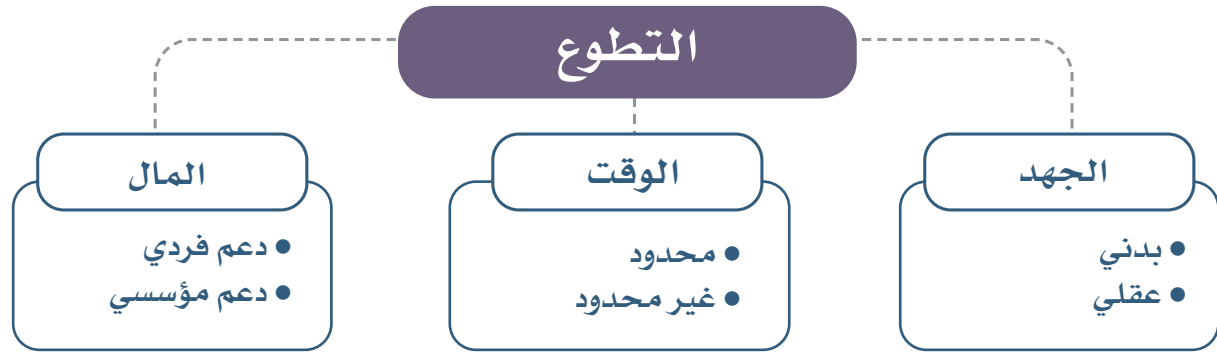 التطوع
الجهد
• بدني
• عقلي
الوقت
• محدود
• غير محدود
المال
• دعم فردي
• دعم مؤسسي